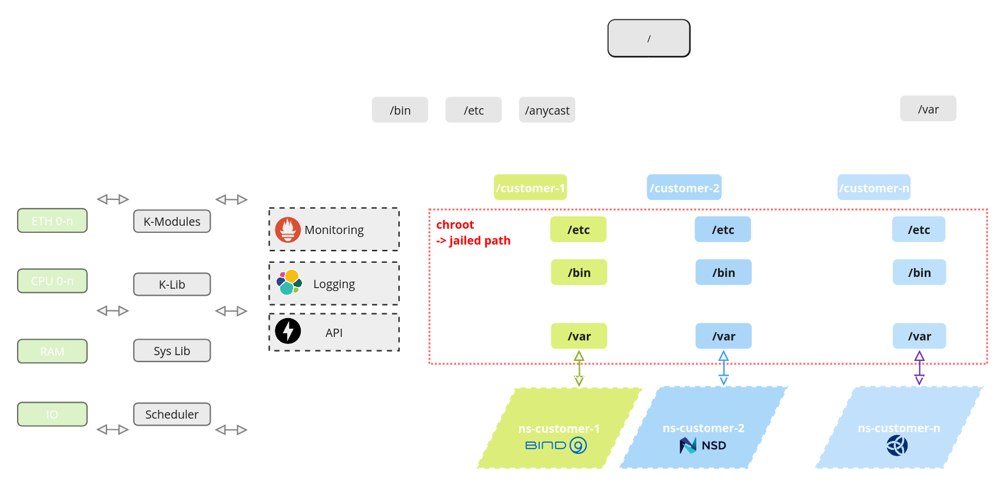 /
/bin
/etc
/anycast
/var
/customer-1
/customer-2
/customer-n
ETH 0-n
K-Modules
CPU 0-n
K-Lib
RAM
Sys Lib
IO
Scheduler
Monitoring
Logging
API
chroot
-> jailed path
/etc
/etc
/etc
/bin
/bin
/bin
/var
/var
/var
ns-customer-1
BIND 9
ns-customer-2
NSD
ns-customer-n